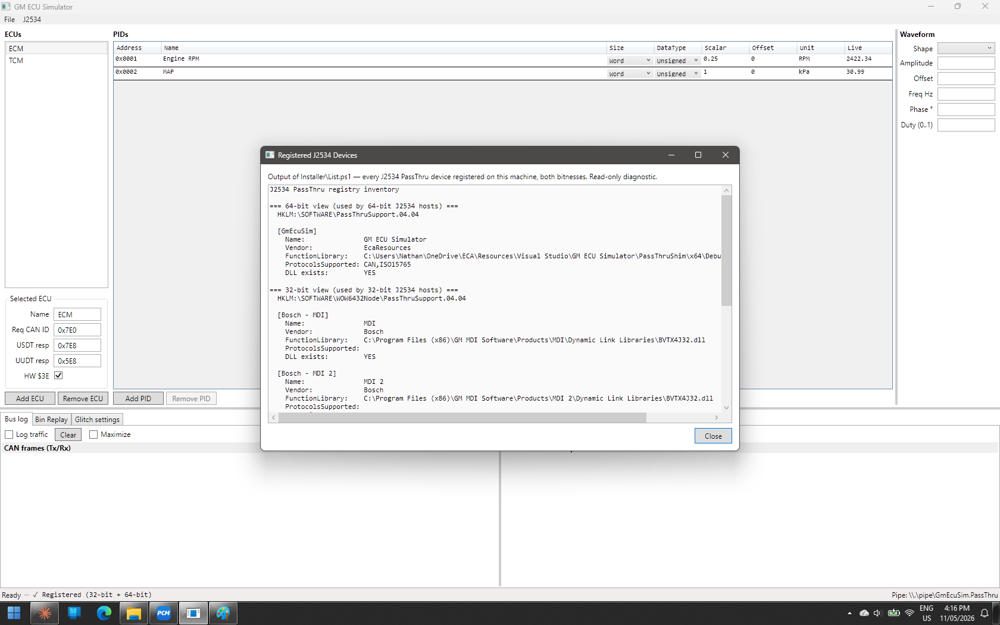 GM ECU Simulator
File J2534
ECUs
ECM
TCM
PIDs
Address Name Size DataType Scalar Offset Unit Live
0x0001 Engine RPM Word Unsigned 0.25 0 RPM 2422.34
0x0002 MAP Word Unsigned 1 0 kPa 30.99
Waveform
Shape
Amplitude
Offset
Freq Hz
Phase °
Duty (0..1)
Registered J2534 Devices
Output of Installer\List.ps1 — every J2534 PassThru device registered on this machine, both bitnesses. Read-only diagnostic.
J2534 PassThru registry inventory
=== 64-bit view (used by 64-bit J2534 hosts) ===
HKLM:\SOFTWARE\PassThruSupport.04.04
[GmEcuSim]
Name: GM ECU Simulator
Vendor: EcaResources
FunctionLibrary: C:\Users\Nathan\OneDrive\ECA\Resources\Visual Studio\GM ECU Simulator\PassThruShim\x64\Debu
ProtocolsSupported: CAN,ISO15765
DLL exists: YES
=== 32-bit view (used by 32-bit J2534 hosts) ===
HKLM:\SOFTWARE\WOW6432Node\PassThruSupport.04.04
[Bosch - MDI]
Name: MDI
Vendor: Bosch
FunctionLibrary: C:\Program Files (x86)\GM MDI Software\Products\MDI\Dynamic Link Libraries\BVTX4J32.dll
ProtocolsSupported:
DLL exists: YES
[Bosch - MDI 2]
Name: MDI 2
Vendor: Bosch
FunctionLibrary: C:\Program Files (x86)\GM MDI Software\Products\MDI 2\Dynamic Link Libraries\BVTX4J32.dll
ProtocolsSupported:
Close
Selected ECU
Name ECM
Req CAN ID 0x7E0
USDT resp 0x7E8
UUDT resp 0x5E8
HW $3E
Add ECU Remove ECU Add PID Remove PID
Bus log Bin Replay Glitch settings
Log traffic Clear Maximize
CAN frames (Tx/Rx)
Ready — ✓ Registered (32-bit + 64-bit)
Pipe: \\.\pipe\GmEcuSim.PassThru
PCM
ENG
US
4:16 PM
11/05/2026